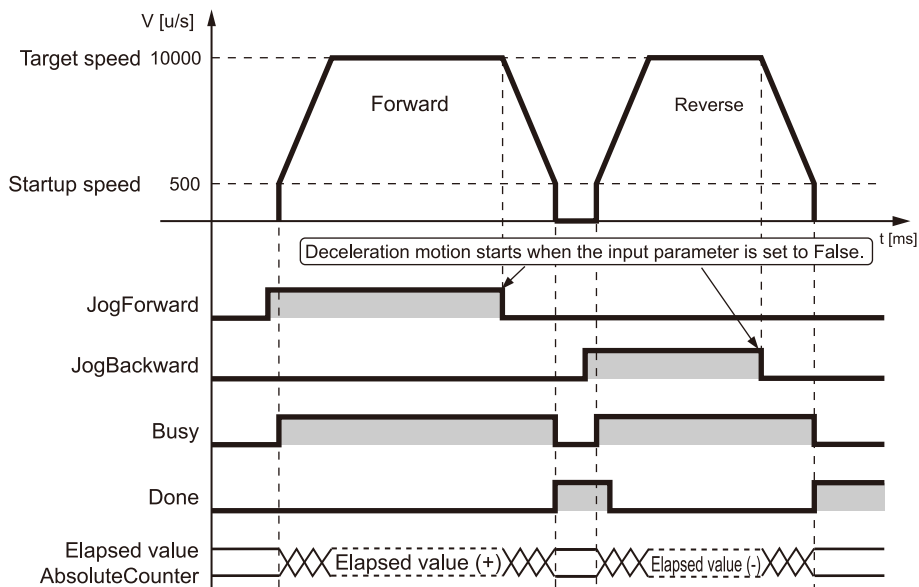 V [u/s]
Target speed 10000
Forward
Reverse
Startup speed 500
t [ms]
Deceleration motion starts when the input parameter is set to False.
JogForward
JogBackward
Busy
Done
Elapsed value
AbsoluteCounter
Elapsed value (+)
Elapsed value (-)